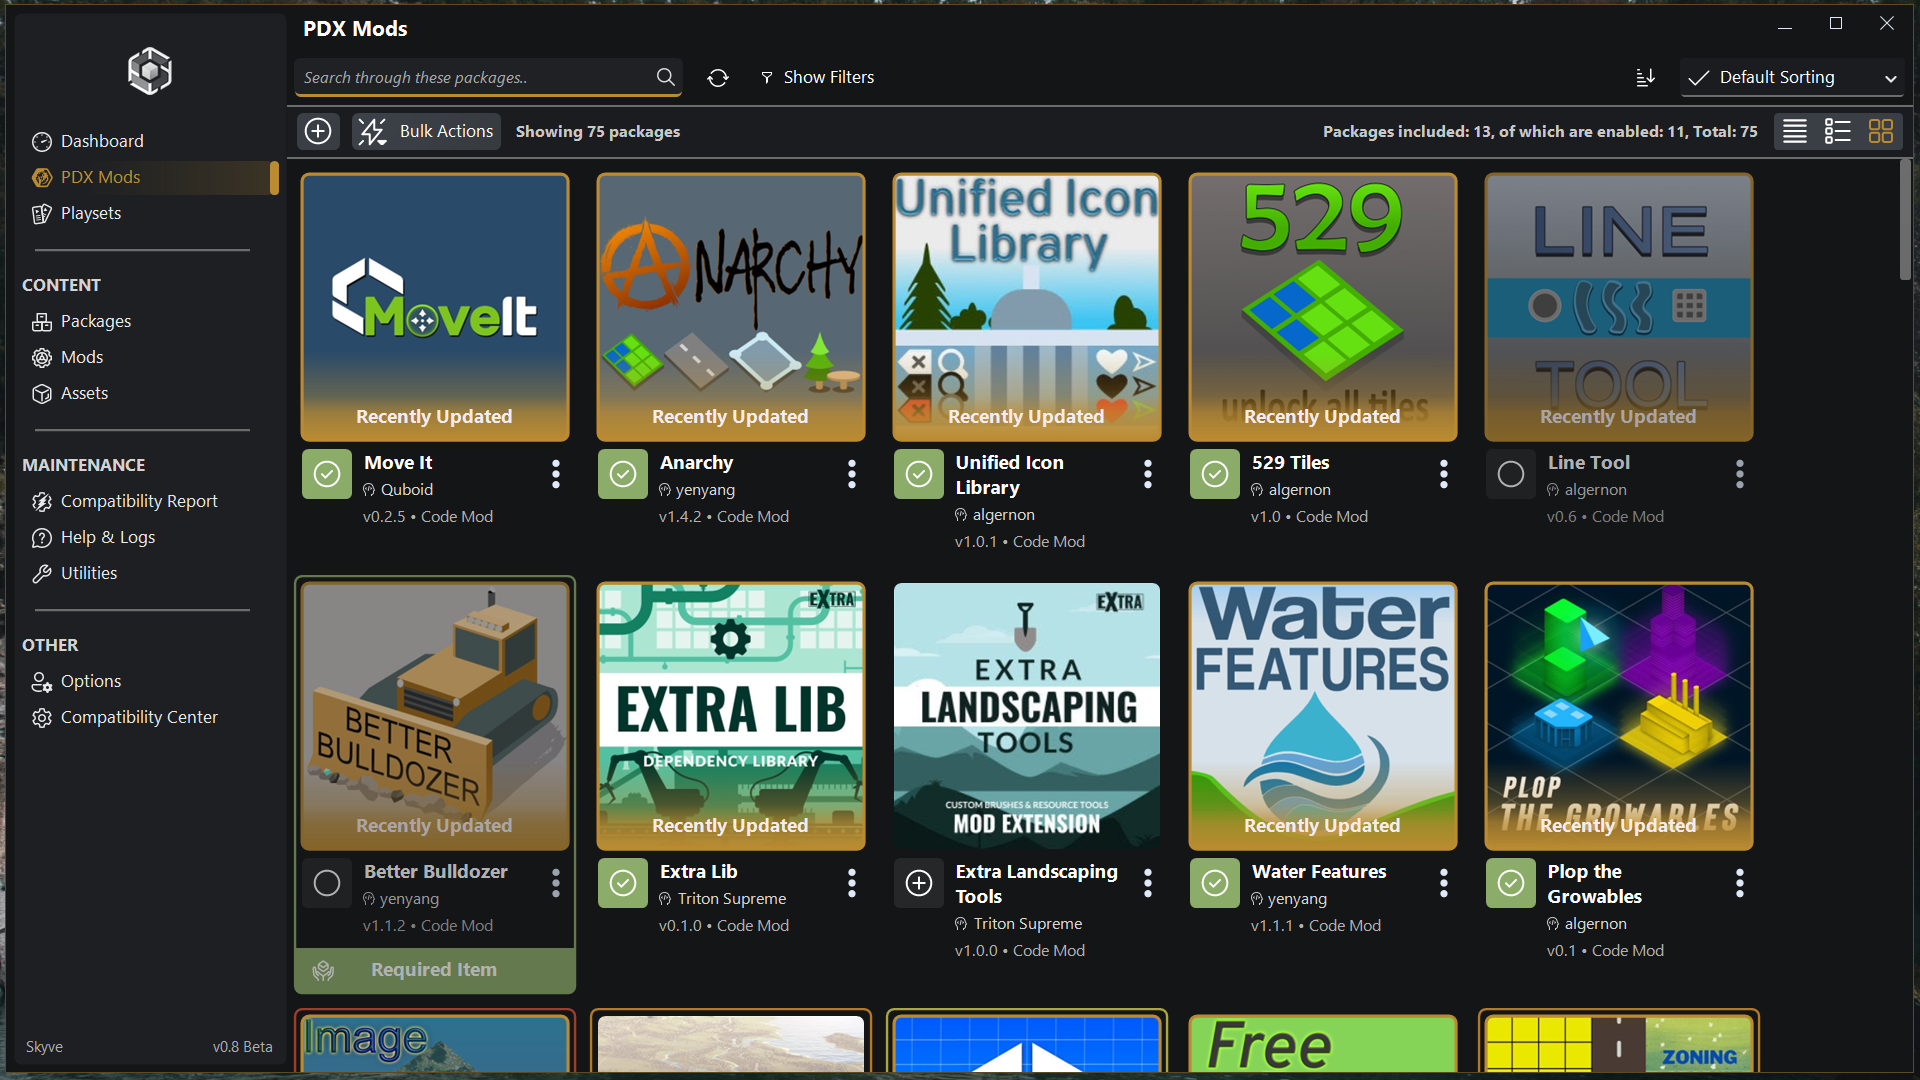 PDX Mods
Search through these packages..
Show Filters
Default Sorting
Dashboard
PDX Mods
Playsets
CONTENT
Packages
Mods
Assets
MAINTENANCE
Compatibility Report
Help & Logs
Utilities
OTHER
Options
Compatibility Center
Skyve
v0.8 Beta
Bulk Actions
Showing 75 packages
Packages included: 13, of which are enabled: 11, Total: 75
MoveIt
Recently Updated
Move It
Quboid
v0.2.5 • Code Mod
ANARCHY
Recently Updated
Anarchy
yenyang
v1.4.2 • Code Mod
Unified Icon
Library
Recently Updated
Unified Icon
Library
algernon
v1.0.1 • Code Mod
529
unlock all tiles
Recently Updated
529 Tiles
algernon
v1.0 • Code Mod
LINE
TOOL
Recently Updated
Line Tool
algernon
v0.6 • Code Mod
BETTER
BULLDOZER
Recently Updated
Better Bulldozer
yenyang
v1.1.2 • Code Mod
Required Item
EXTRA
EXTRA LIB
DEPENDENCY LIBRARY
Recently Updated
Extra Lib
Triton Supreme
v0.1.0 • Code Mod
EXTRA
EXTRA
LANDSCAPING
TOOLS
CUSTOM BRUSHES & RESOURCE TOOLS
MOD EXTENSION
Extra Landscaping
Tools
Triton Supreme
v1.0.0 • Code Mod
Water
FEATURES
Recently Updated
Water Features
yenyang
v1.1.1 • Code Mod
PLOP
THE GROWABLES
Recently Updated
Plop the
Growables
algernon
v0.1 • Code Mod
Image
Free
ZONING